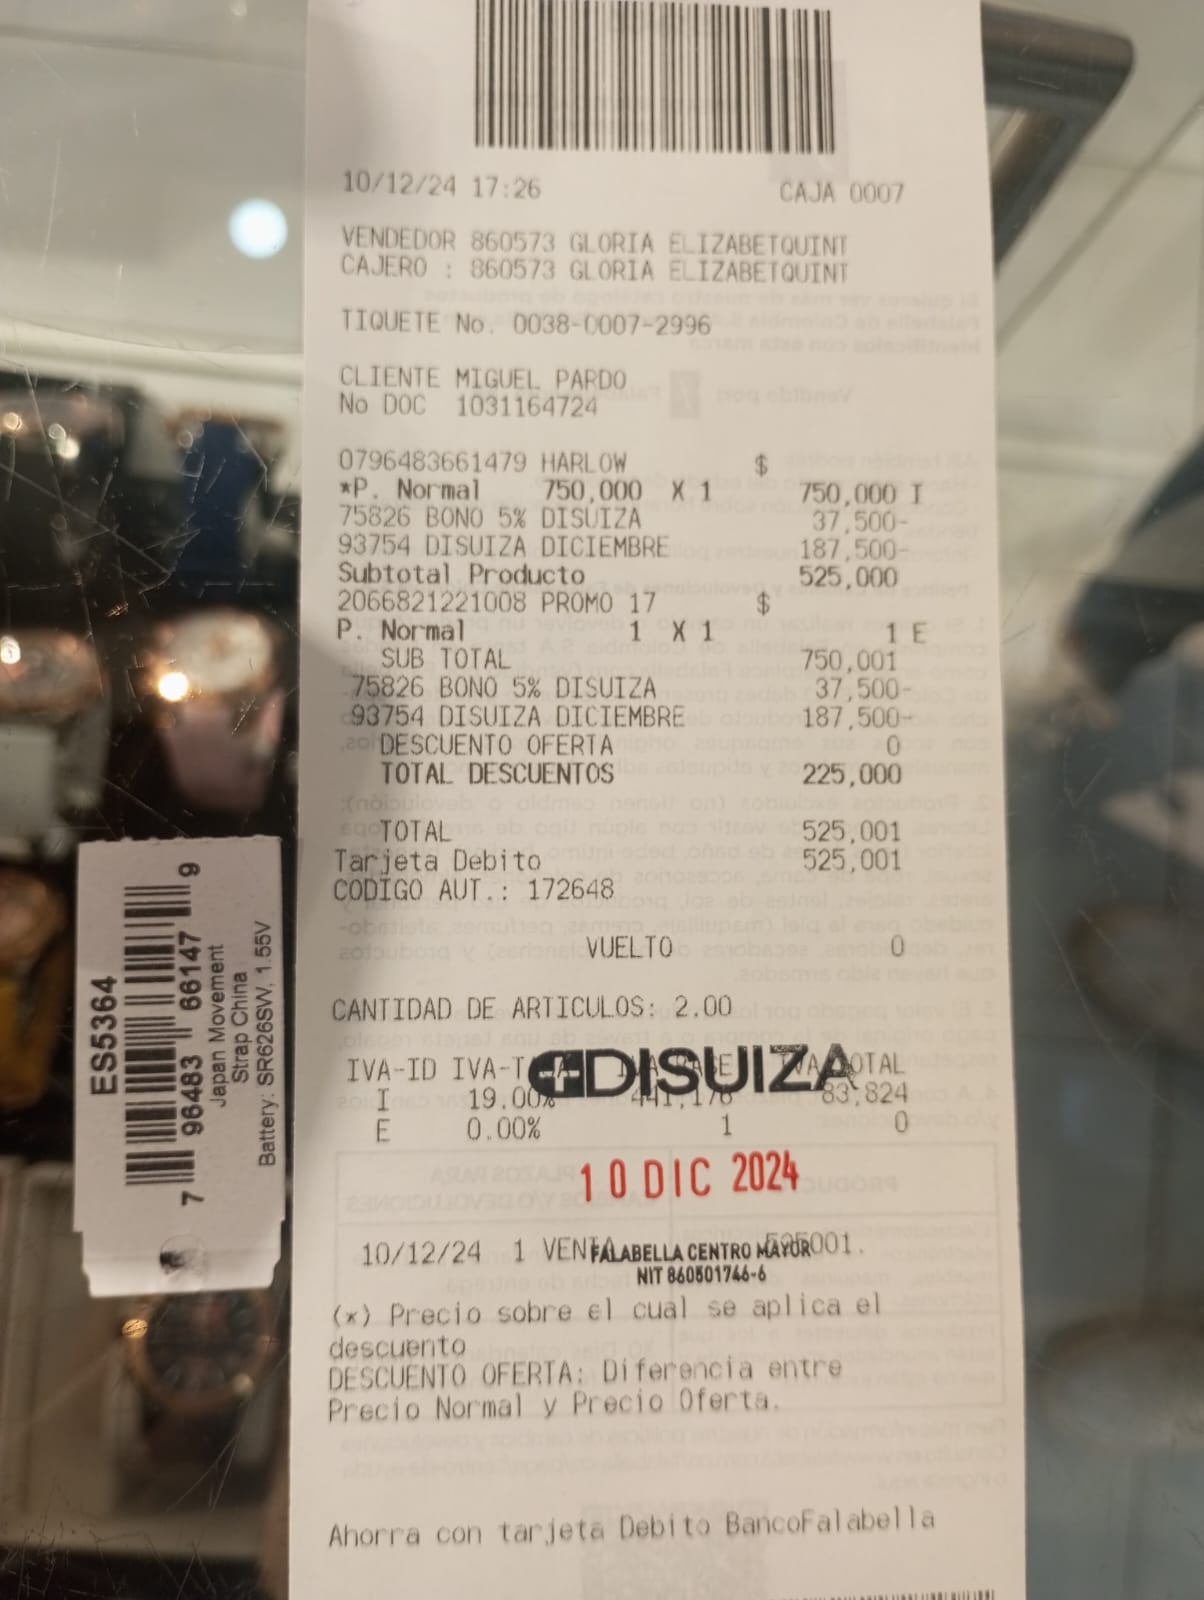 10/12/24 17:26 CAJA 0007
VENDEDOR 860573 GLORIA ELIZABETQUINT
CAJERO : 860573 GLORIA ELIZABETQUINT
TIQUETE No. 0038-0007-2996
CLIENTE MIGUEL PARDO
No DOC 1031164724
0796483661479 HARLOW $
*P. Normal 750,000 X 1 750,000 I
75826 BONO 5% DISUIZA 37,500-
93754 DISUIZA DICIEMBRE 187,500-
Subtotal Producto 525,000
2066821221008 PROMO 17 $
P. Normal 1 X 1 1 E
SUB TOTAL 750,001
75826 BONO 5% DISUIZA 37,500-
93754 DISUIZA DICIEMBRE 187,500-
DESCUENTO OFERTA 0
TOTAL DESCUENTOS 225,000
TOTAL 525,001
Tarjeta Debito 525,001
CODIGO AUT.: 172648
VUELTO 0
CANTIDAD DE ARTICULOS: 2.00
IVA-ID
DISUIZA
I 19.00% 441,176 83,824
E 0.00% 1 0
10 DIC 2024
10/12/24 1 VENTA
FALABELLA CENTRO MAYOR
NIT 860501746-6
(*) Precio sobre el cual se aplica el
descuento
DESCUENTO OFERTA: Diferencia entre
Precio Normal y Precio Oferta.
Ahorra con tarjeta Debito BancoFalabella
ES5364
7 96483 66147 9
Japan Movement
Strap China
Battery: SR626SW, 1.55V